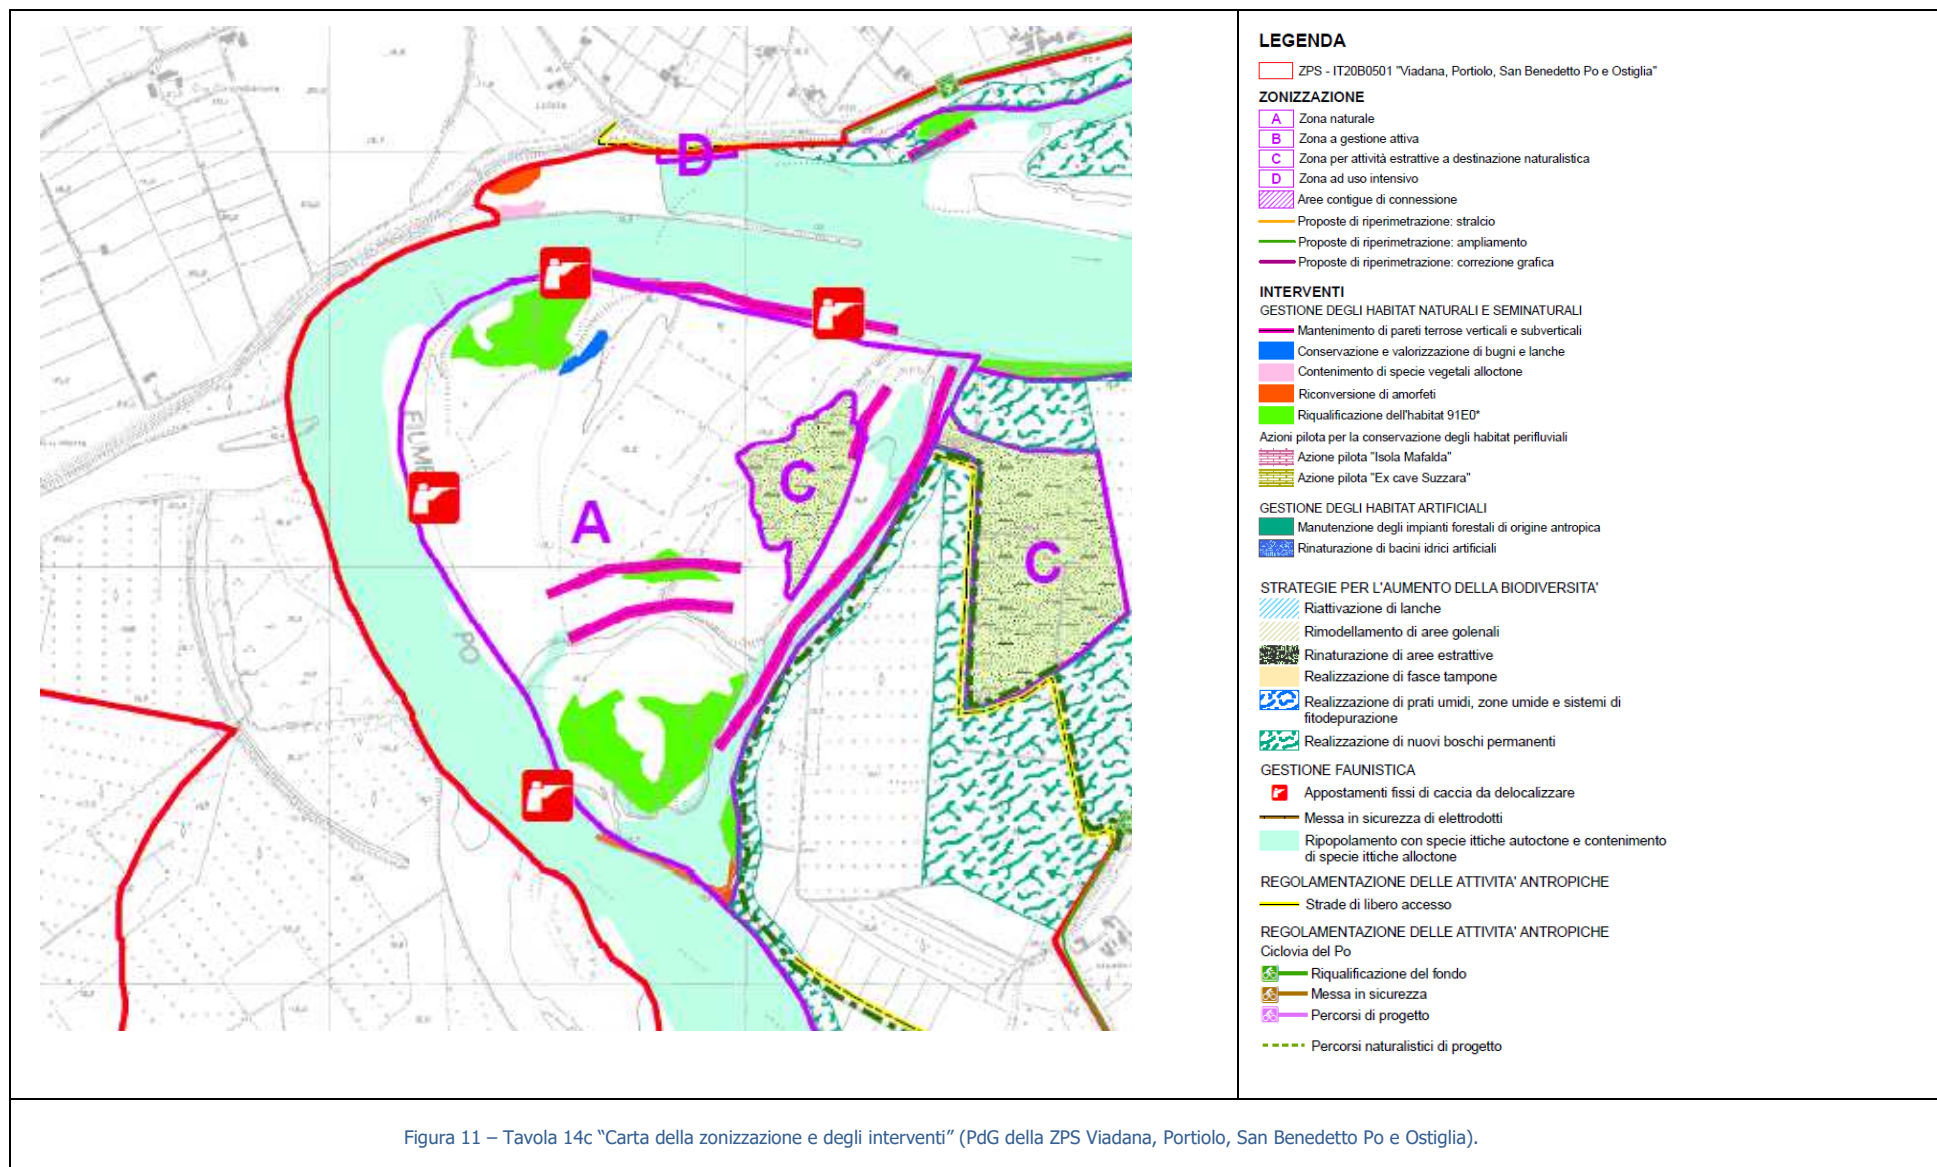 D
A
C
C
FIUME
PO
LEGENDA
ZPS - IT20B0501 "Viadana, Portiolo, San Benedetto Po e Ostiglia"
ZONIZZAZIONE
A Zona naturale
B Zona a gestione attiva
C Zona per attività estrattive a destinazione naturalistica
D Zona ad uso intensivo
Aree contigue di connessione
Proposte di riperimetrazione: stralcio
Proposte di riperimetrazione: ampliamento
Proposte di riperimetrazione: correzione grafica
INTERVENTI
GESTIONE DEGLI HABITAT NATURALI E SEMINATURALI
Mantenimento di pareti terrose verticali e subverticali
Conservazione e valorizzazione di bugni e lanche
Contenimento di specie vegetali alloctone
Riconversione di amorfeti
Riqualificazione dell'habitat 91E0*
Azioni pilota per la conservazione degli habitat perifluviali
Azione pilota "Isola Mafalda"
Azione pilota "Ex cave Suzzara"
GESTIONE DEGLI HABITAT ARTIFICIALI
Manutenzione degli impianti forestali di origine antropica
Rinaturazione di bacini idrici artificiali
STRATEGIE PER L'AUMENTO DELLA BIODIVERSITA'
Riattivazione di lanche
Rimodellamento di aree golenali
Rinaturazione di aree estrattive
Realizzazione di fasce tampone
Realizzazione di prati umidi, zone umide e sistemi di
fitodepurazione
Realizzazione di nuovi boschi permanenti
GESTIONE FAUNISTICA
Appostamenti fissi di caccia da delocalizzare
Messa in sicurezza di elettrodotti
Ripopolamento con specie ittiche autoctone e contenimento
di specie ittiche alloctone
REGOLAMENTAZIONE DELLE ATTIVITA' ANTROPICHE
Strade di libero accesso
REGOLAMENTAZIONE DELLE ATTIVITA' ANTROPICHE
Ciclovia del Po
Riqualificazione del fondo
Messa in sicurezza
Percorsi di progetto
Percorsi naturalistici di progetto
Figura 11 – Tavola 14c "Carta della zonizzazione e degli interventi" (PdG della ZPS Viadana, Portiolo, San Benedetto Po e Ostiglia).